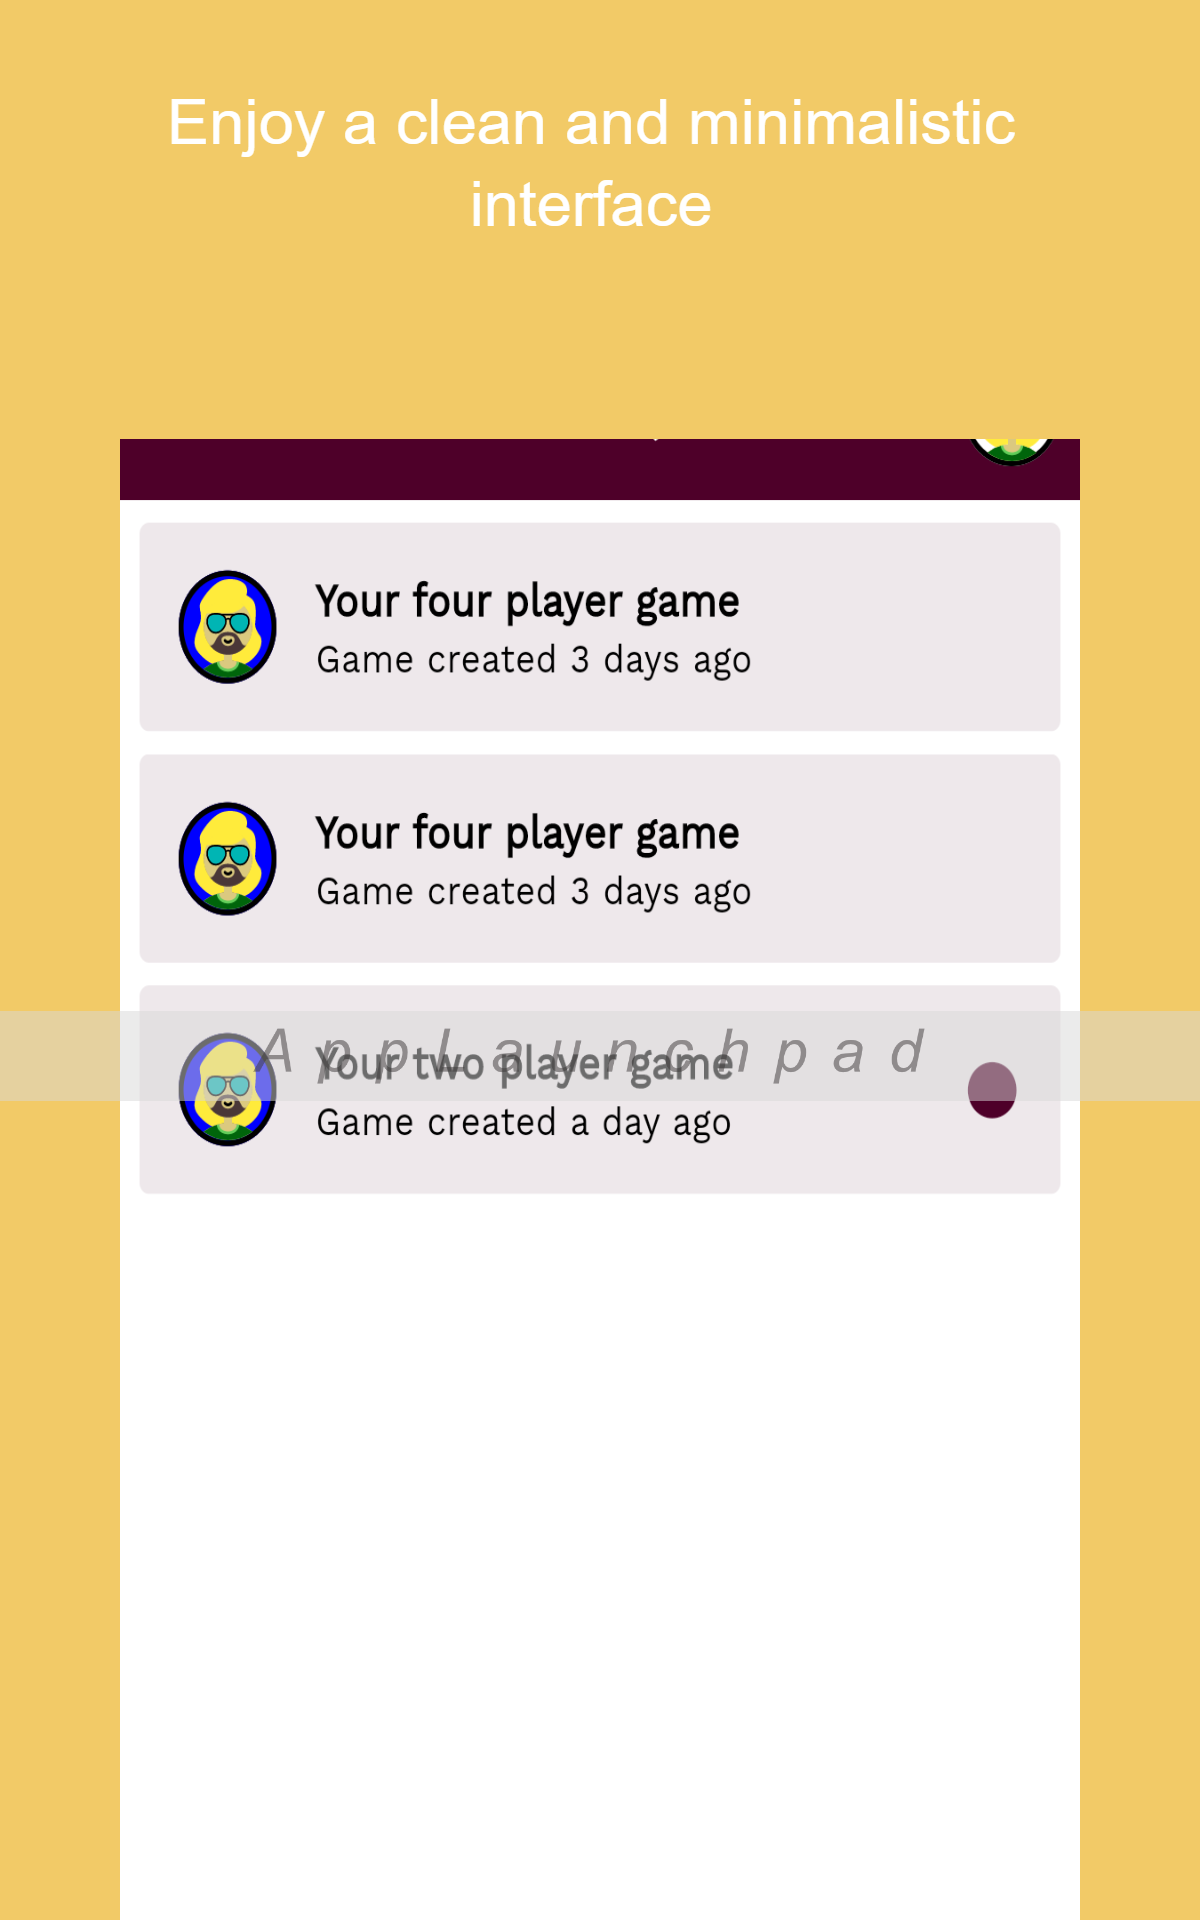 Enjoy a clean and minimalistic
interface
Your four player game
Game created 3 days ago
Your four player game
Game created 3 days ago
AppLaunchpad
Your two player game
Game created a day ago